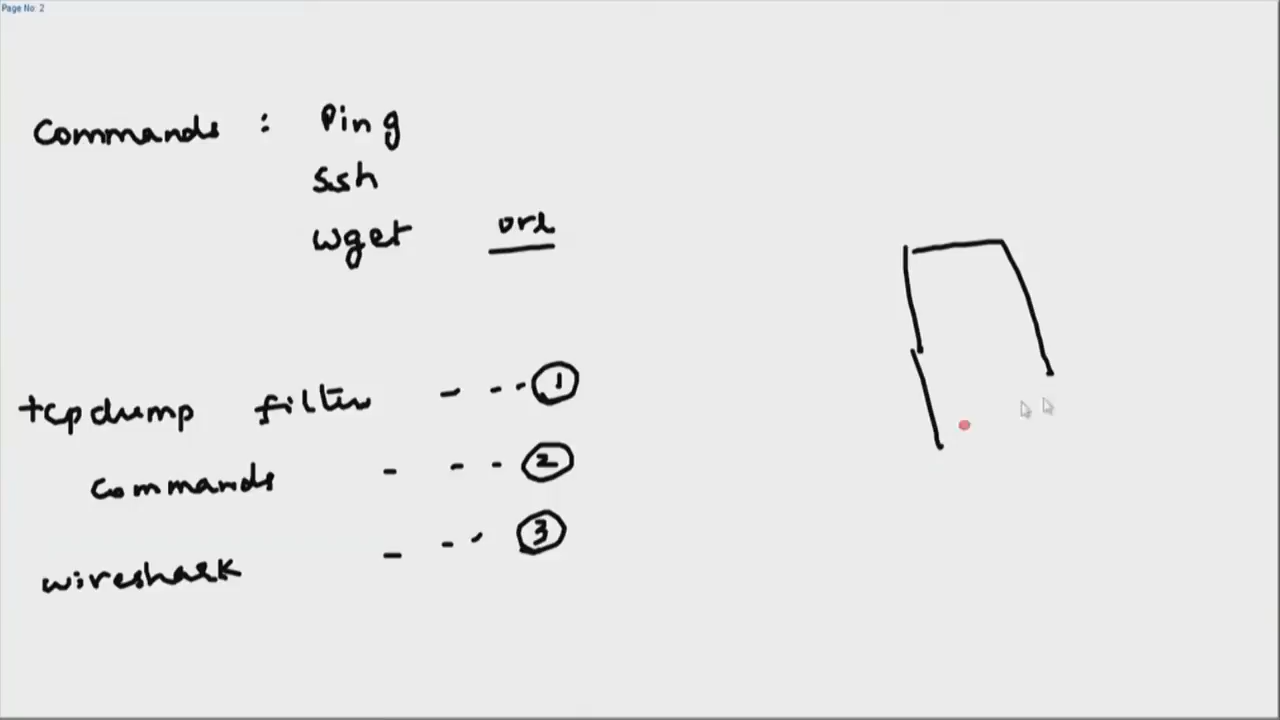 Page No: 2
Commands : Ping
ssh
wget url
tcpdump filter - - - 1
Commands - - - 2
wireshark - - - 3